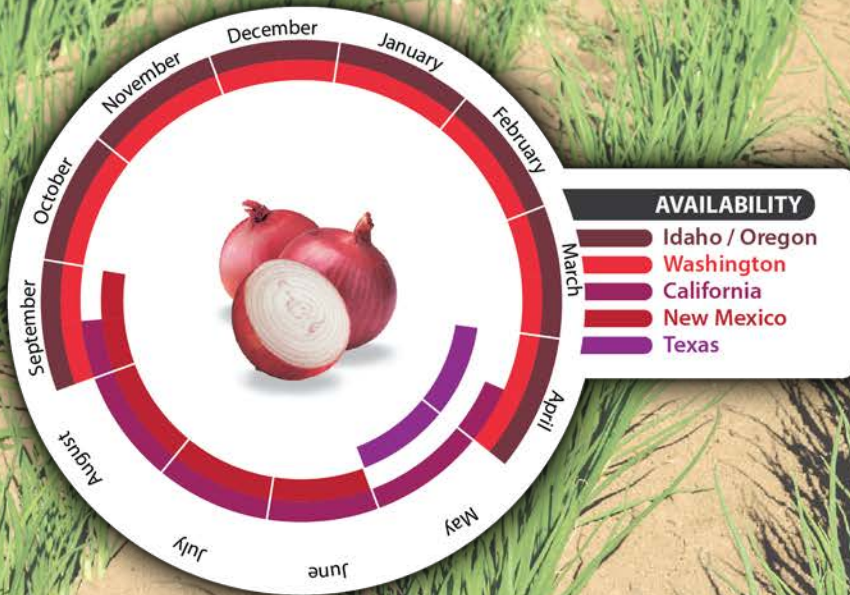 December
January
February
March
April
May
June
July
August
September
October
November
AVAILABILITY
Idaho / Oregon
Washington
California
New Mexico
Texas